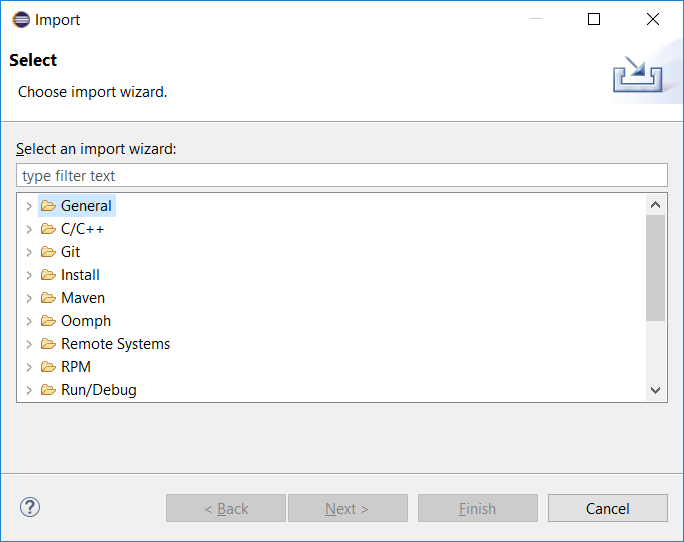 Import
Select
Choose import wizard.
Select an import wizard:
type filter text
General
C/C++
Git
Install
Maven
Oomph
Remote Systems
RPM
Run/Debug
< Back Next > Finish Cancel